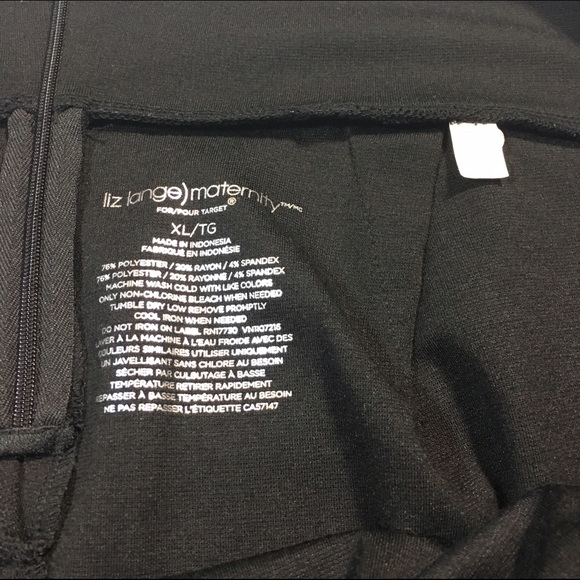 liz lange) maternity TM/MC
FOR/POUR TARGET®
XL/TG
MADE IN INDONESIA
FABRIQUÉ EN INDONÉSIE
76% POLYESTER / 20% RAYON / 4% SPANDEX
76% POLYESTER / 20% RAYONNE / 4% SPANDEX
MACHINE WASH COLD WITH LIKE COLORS
ONLY NON-CHLORINE BLEACH WHEN NEEDED
TUMBLE DRY LOW REMOVE PROMPTLY
COOL IRON WHEN NEEDED
DO NOT IRON ON LABEL RN17730 VN1107216
LAVER À LA MACHINE À L'EAU FROIDE AVEC DES
COULEURS SIMILAIRES UTILISER UNIQUEMENT
UN JAVELLISANT SANS CHLORE AU BESOIN
SÉCHER PAR CULBUTAGE À BASSE
TEMPÉRATURE RETIRER RAPIDEMENT
REPASSER À BASSE TEMPÉRATURE AU BESOIN
NE PAS REPASSER L'ÉTIQUETTE CA57147